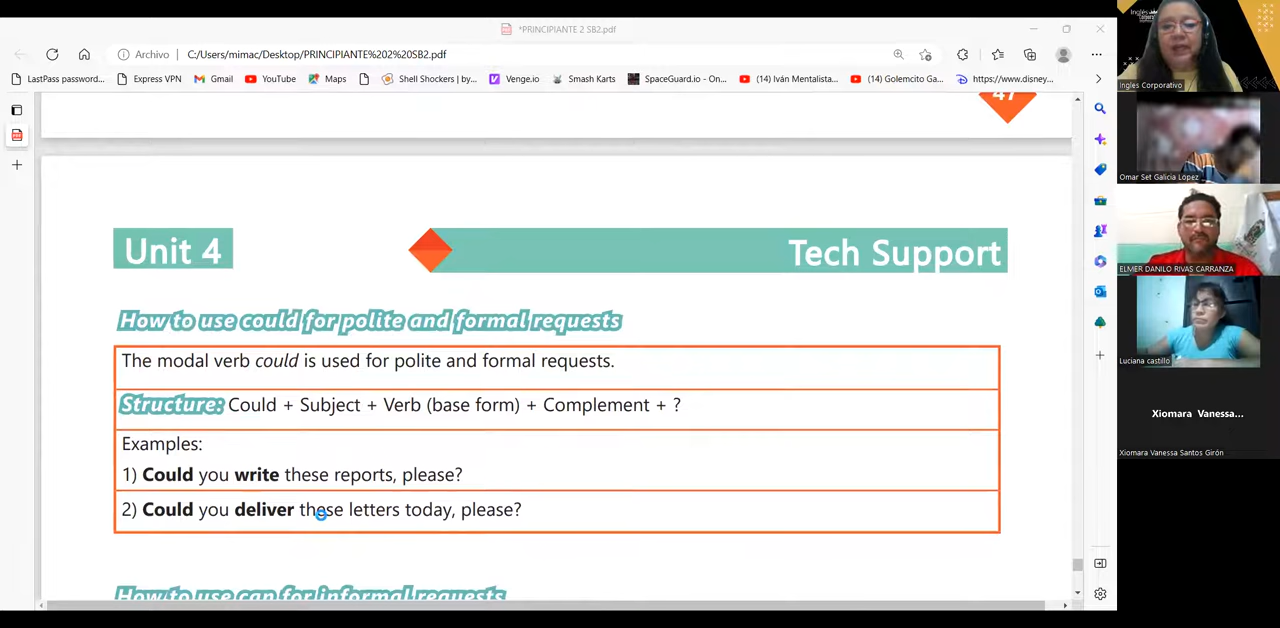 *PRINCIPIANTE 2 SB2.pdf
Archivo
C:/Users/mimac/Desktop/PRINCIPIANTE%202%20SB2.pdf
LastPass password...
Express VPN
Gmail
YouTube
Maps
Shell Shockers | by...
Venge.io
Smash Karts
SpaceGuard.io - On...
(14) Iván Mentalista...
(14) Golemcito Ga...
https://www.disney...
47
Unit 4
Tech Support
How to use could for polite and formal requests
The modal verb could is used for polite and formal requests.
Structure: Could + Subject + Verb (base form) + Complement + ?
Examples:
1) Could you write these reports, please?
2) Could you deliver these letters today, please?
How to use can for informal requests
Inglés
Ingles Corporativo
Omar Set Galicia López
ELMER DANILO RIVAS CARRANZA
Luciana castillo
Xiomara Vanessa...
Xiomara Vanessa Santos Girón